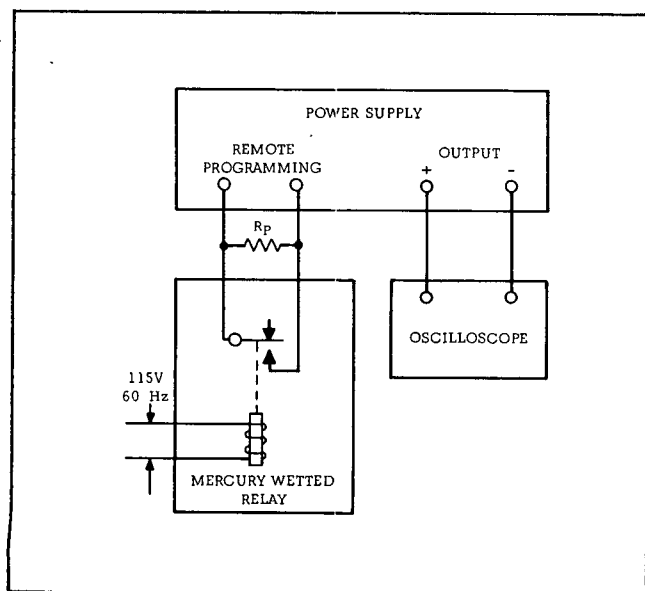 POWER SUPPLY
REMOTE
PROGRAMMING
OUTPUT
+
-
RP
OSCILLOSCOPE
115V
60 Hz
MERCURY WETTED
RELAY